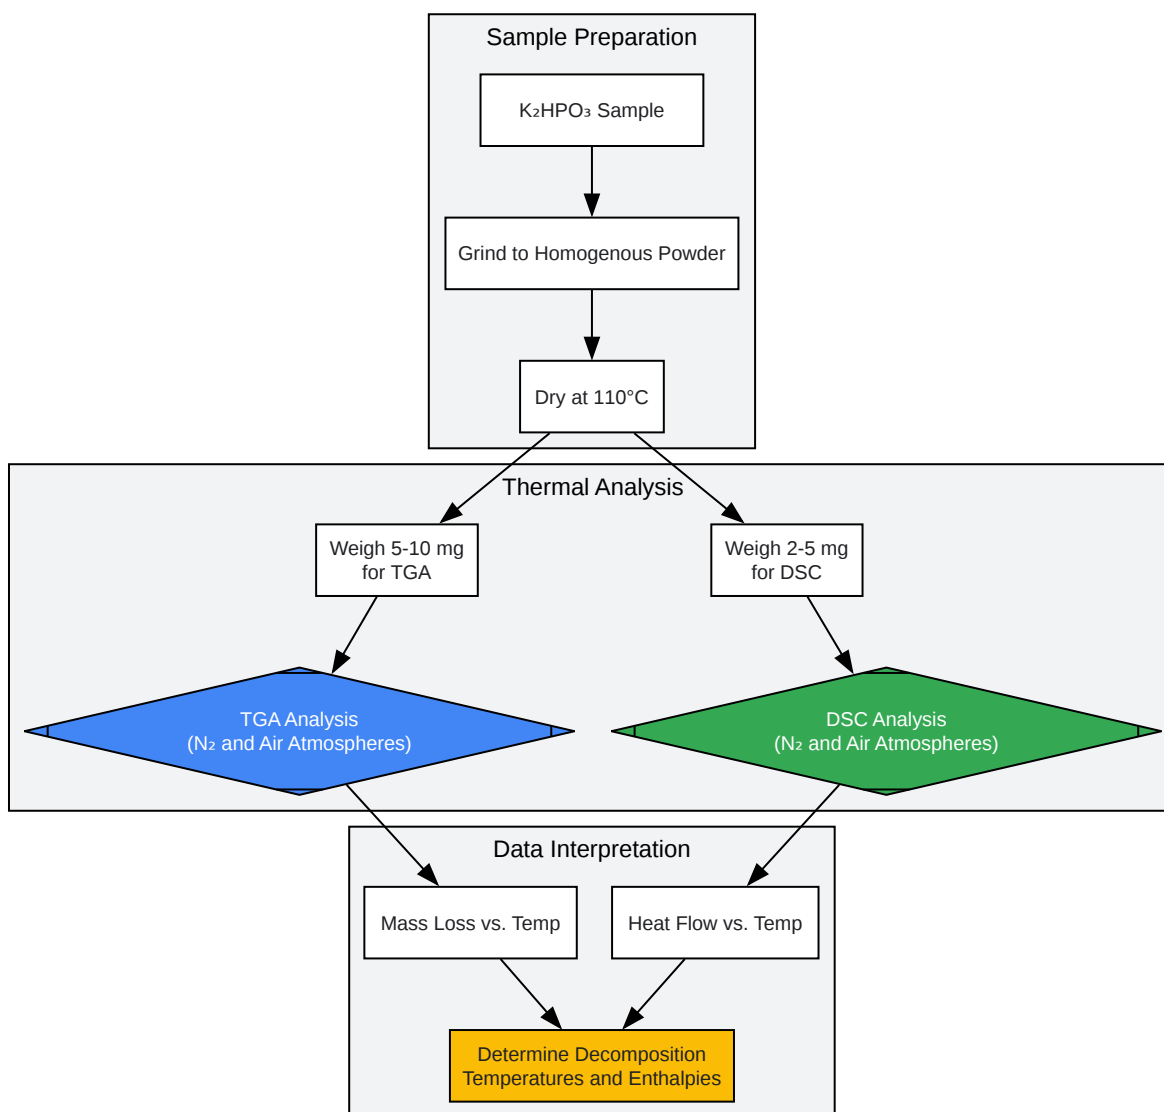 Sample Preparation
K₂HPO₃ Sample
Grind to Homogenous Powder
Dry at 110°C
Thermal Analysis
Weigh 5-10 mg
for TGA
Weigh 2-5 mg
for DSC
TGA Analysis
(N₂ and Air Atmospheres)
DSC Analysis
(N₂ and Air Atmospheres)
Data Interpretation
Mass Loss vs. Temp
Heat Flow vs. Temp
Determine Decomposition
Temperatures and Enthalpies